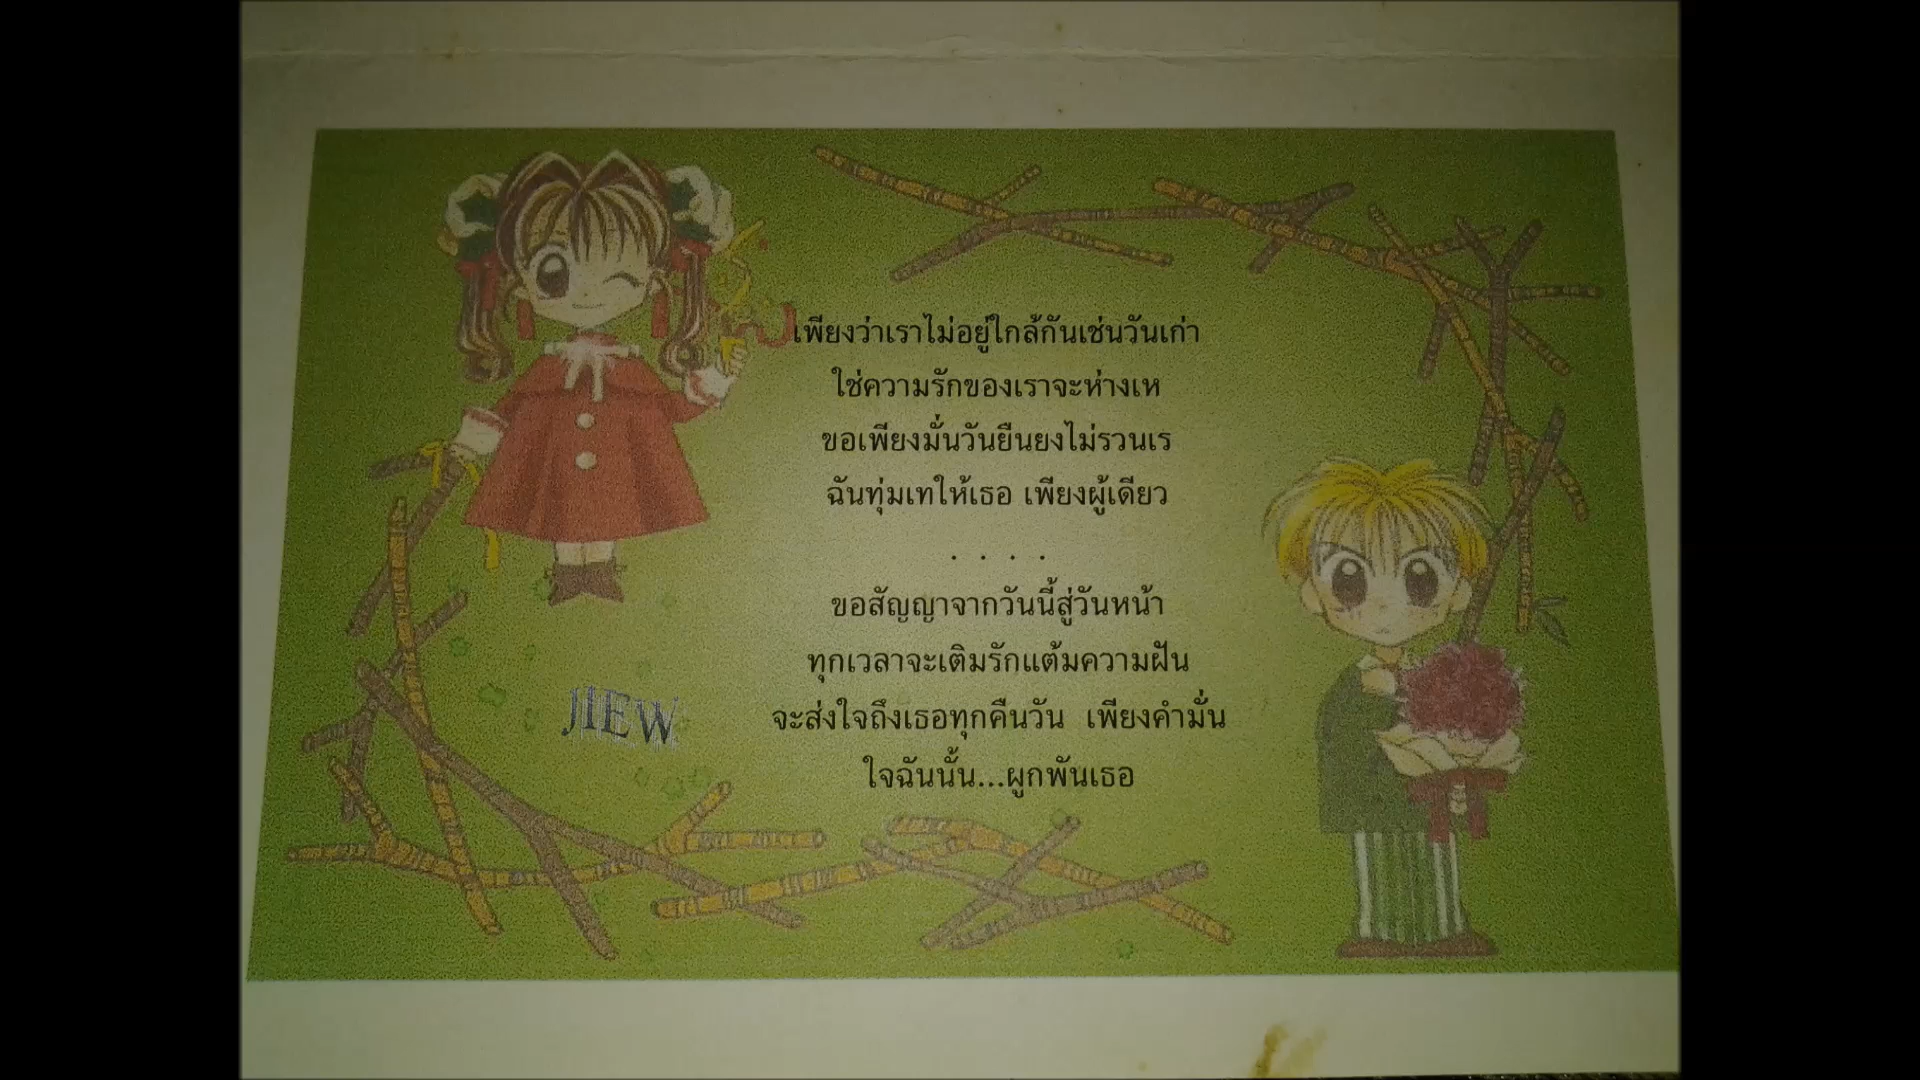 เพียงว่าเราไม่อยู่ใกล้กันเช่นวันเก่า
ใช่ความรักของเราจะห่างเห
ขอเพียงมั่นวันยืนยงไม่รวนเร
ฉันทุ่มเทให้เธอ เพียงผู้เดียว
. . . .
ขอสัญญาจากวันนี้สู่วันหน้า
ทุกเวลาจะเติมรักแต้มความฝัน
จะส่งใจถึงเธอทุกคืนวัน เพียงคำมั่น
ใจฉันนั้น...ผูกพันเธอ
JIEW